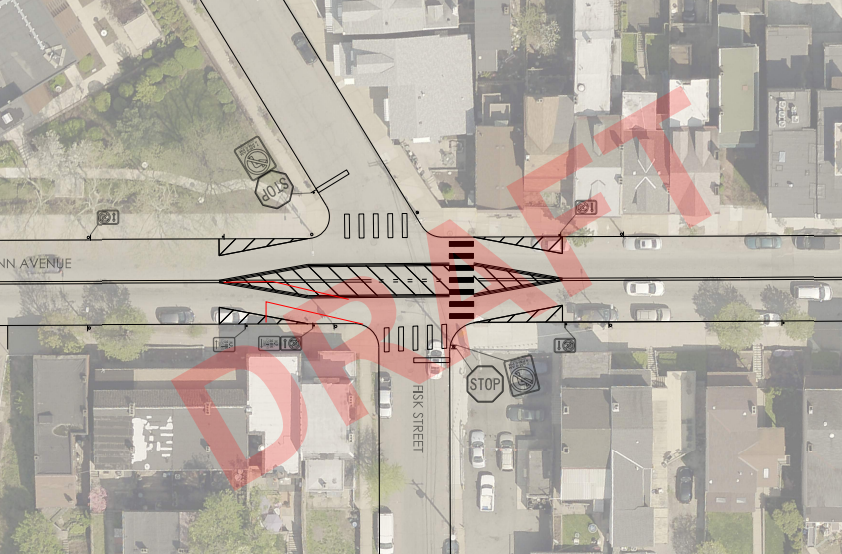 STOP
NN AVENUE
DRAFT
STOP
FISK STREET